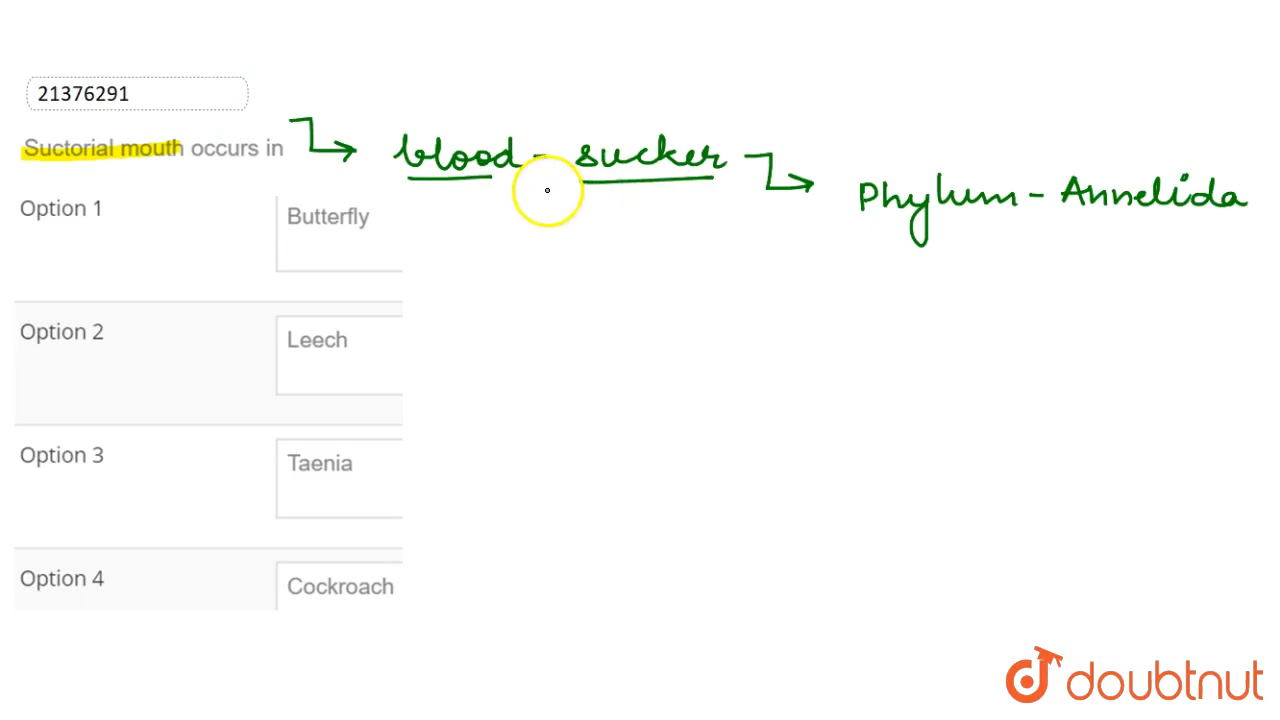 21376291
Suctorial mouth occurs in
blood - sucker
Phylum - Annelida
Option 1
Butterfly
Option 2
Leech
Option 3
Taenia
Option 4
Cockroach
doubtnut